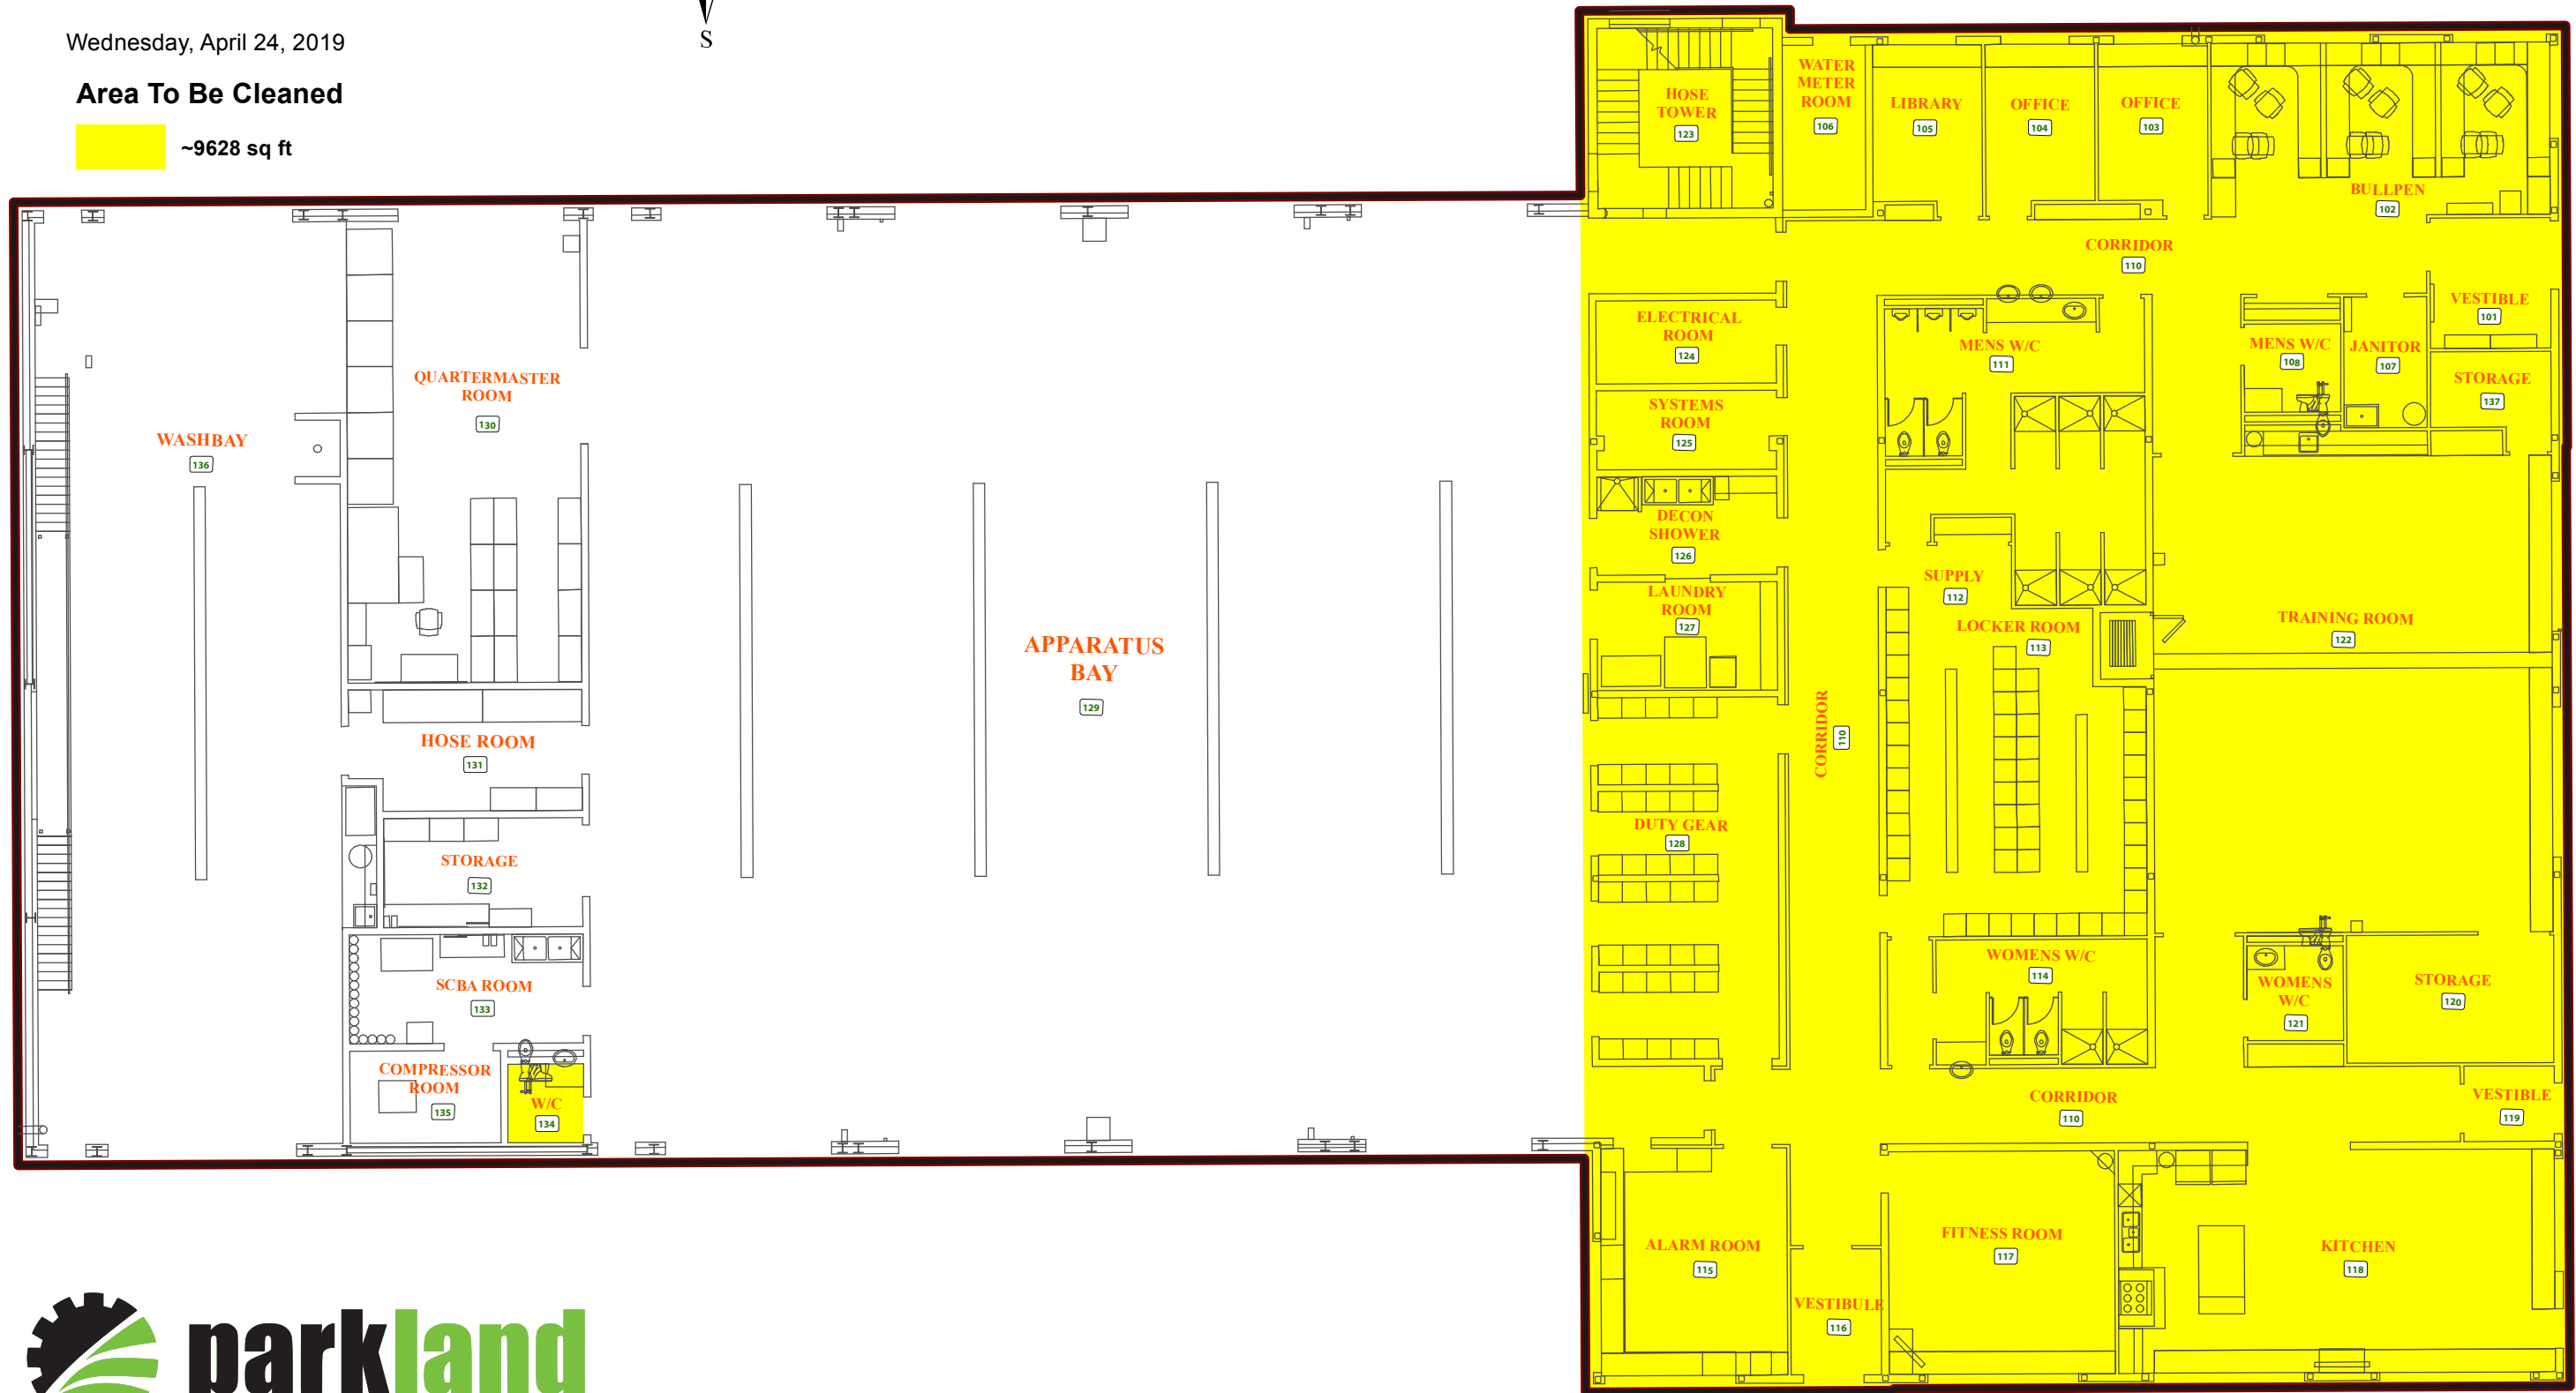 S
Wednesday, April 24, 2019
Area To Be Cleaned
~9628 sq ft
HOSE
TOWER
123
WATER
METER
ROOM
106
LIBRARY
105
OFFICE
104
OFFICE
103
BULLPEN
102
CORRIDOR
110
VESTIBLE
101
ELECTRICAL
ROOM
124
MENS W/C
111
MENS W/C
108
JANITOR
107
STORAGE
137
QUARTERMASTER
ROOM
130
WASHBAY
136
SYSTEMS
ROOM
125
DECON
SHOWER
126
SUPPLY
112
LAUNDRY
ROOM
127
LOCKER ROOM
113
TRAINING ROOM
122
APPARATUS
BAY
129
CORRIDOR
110
HOSE ROOM
131
DUTY GEAR
128
STORAGE
132
SCBA ROOM
133
WOMENS W/C
114
WOMENS
W/C
121
STORAGE
120
COMPRESSOR
ROOM
135
W/C
134
CORRIDOR
110
VESTIBLE
119
ALARM ROOM
115
VESTIBULE
116
FITNESS ROOM
117
KITCHEN
118
parkland